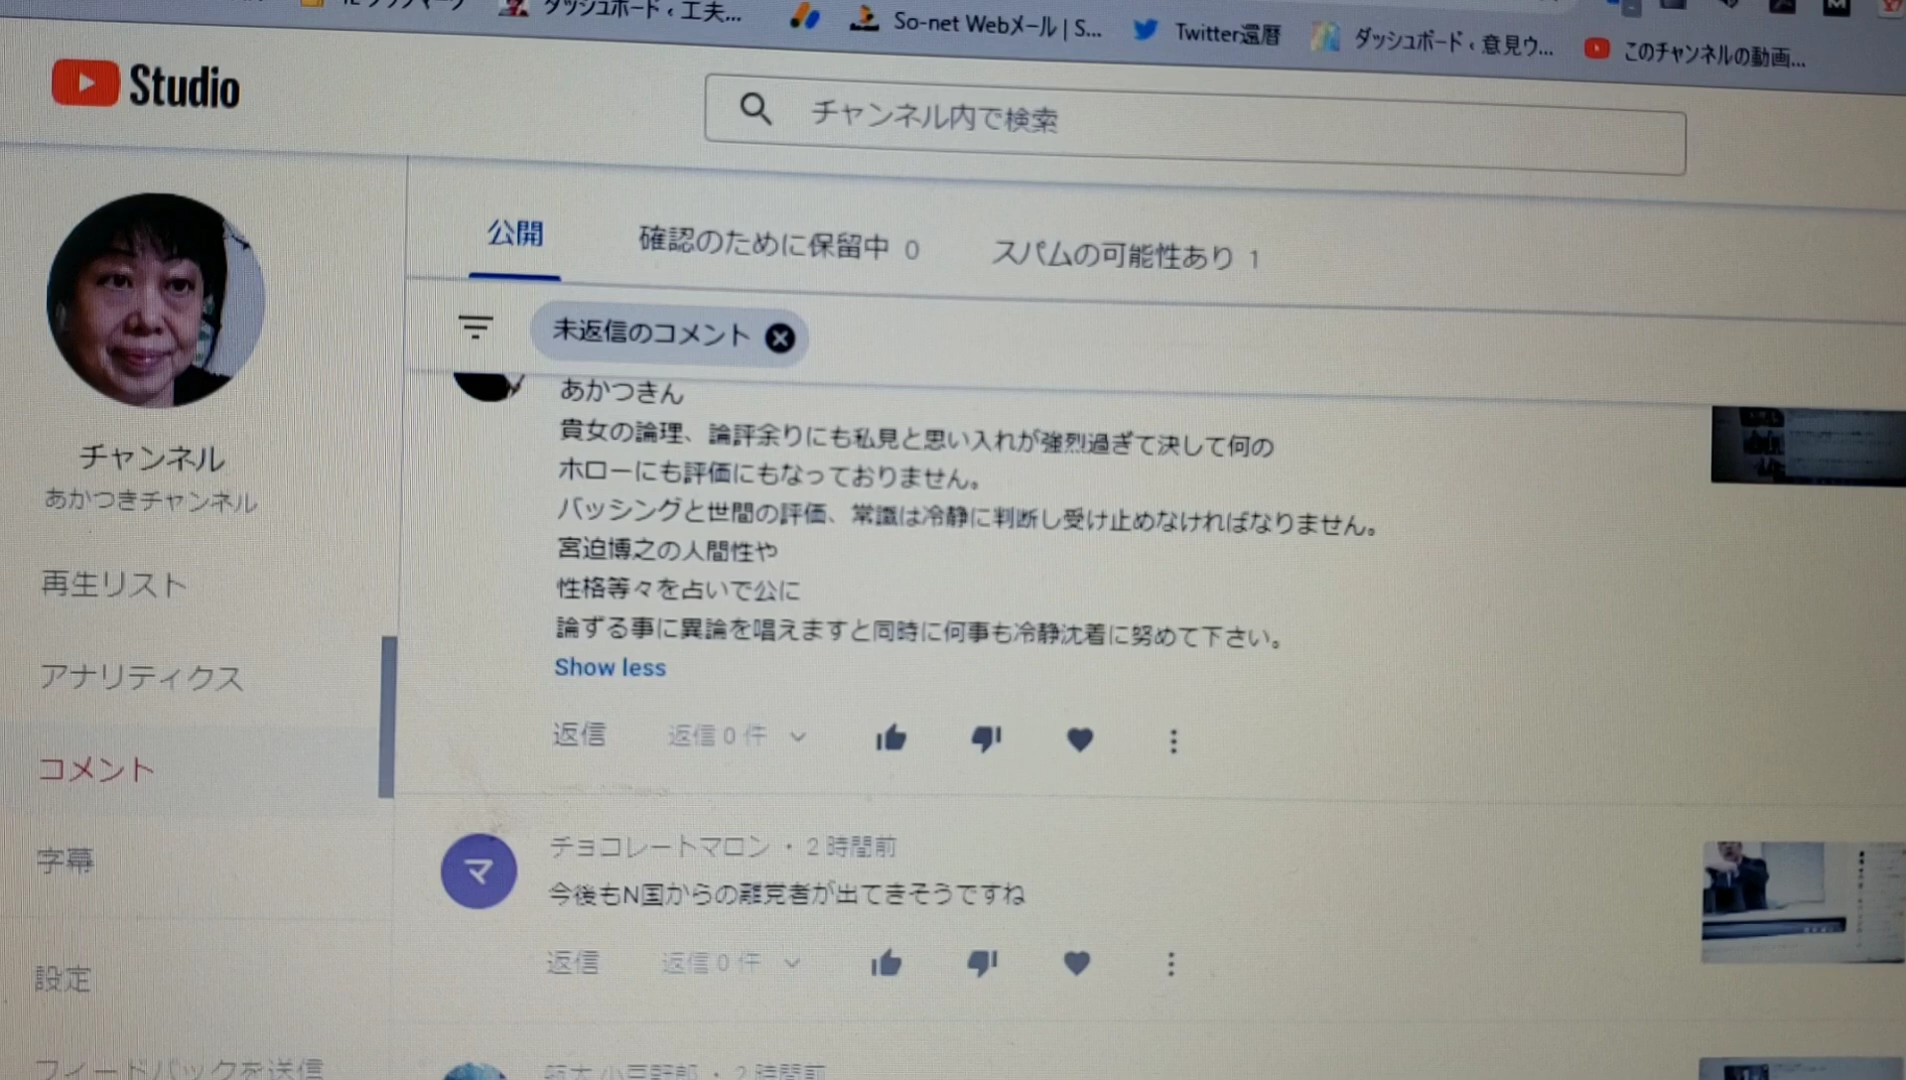 ダッシュボード ‹ 工夫...
So-net Webメール | S...
Twitter還暦
ダッシュボード ‹ 意見ウ...
このチャンネルの動画...
Studio
チャンネル内で検索
公開
確認のために保留中 0
スパムの可能性あり 1
未返信のコメント
あかつきん
貴女の論理、論評余りにも私見と思い入れが強烈過ぎて決して何の
ホローにも評価にもなっておりません。
バッシングと世間の評価、常識は冷静に判断し受け止めなければなりません。
宮迫博之の人間性や
性格等々を占いで公に
論ずる事に異論を唱えますと同時に何事も冷静沈着に努めて下さい。
Show less
返信
返信 0 件
チャンネル
あかつきチャンネル
再生リスト
アナリティクス
コメント
字幕
設定
フィードバックを送信
マ
チョコレートマロン・2 時間前
今後もN国からの離党者が出てきそうですね
返信
返信 0 件
・2 時間前